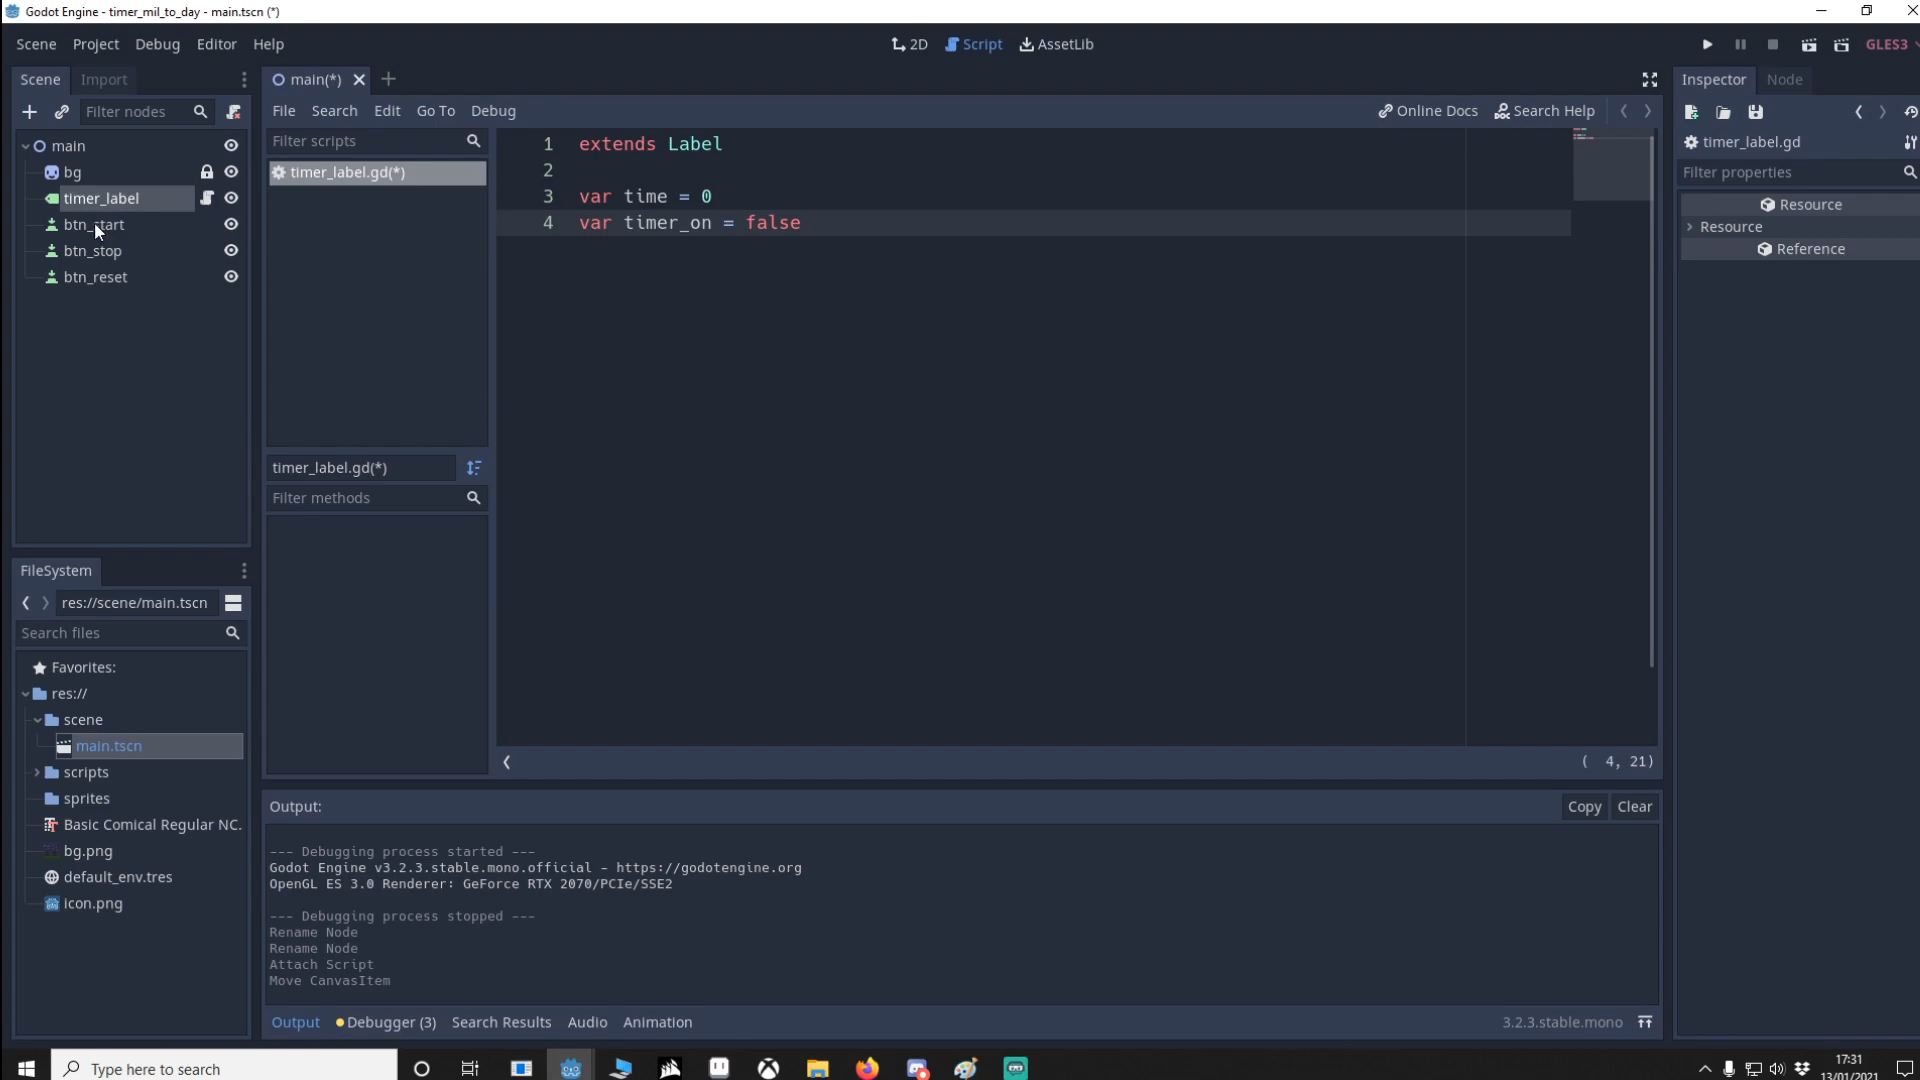 Godot Engine - timer_mil_to_day - main.tscn (*)
Scene Project Debug Editor Help
2D Script AssetLib
GLES3
Scene Import
main(*)
Inspector Node
Filter nodes
File Search Edit Go To Debug
Online Docs Search Help
Filter scripts
timer_label.gd
Filter properties
main
bg
timer_label
btn_start
btn_stop
btn_reset
timer_label.gd(*)
1 extends Label
2
3 var time = 0
4 var timer_on = false
Resource
Resource
Reference
timer_label.gd(*)
Filter methods
( 4, 21)
FileSystem
res://scene/main.tscn
Search files
Favorites:
res://
scene
main.tscn
scripts
sprites
Basic Comical Regular NC.
bg.png
default_env.tres
icon.png
Output:
Copy Clear
--- Debugging process started ---
Godot Engine v3.2.3.stable.mono.official - https://godotengine.org
OpenGL ES 3.0 Renderer: GeForce RTX 2070/PCIe/SSE2
--- Debugging process stopped ---
Rename Node
Rename Node
Attach Script
Move CanvasItem
Output Debugger (3) Search Results Audio Animation
3.2.3.stable.mono
Type here to search
17:31
13/01/2021